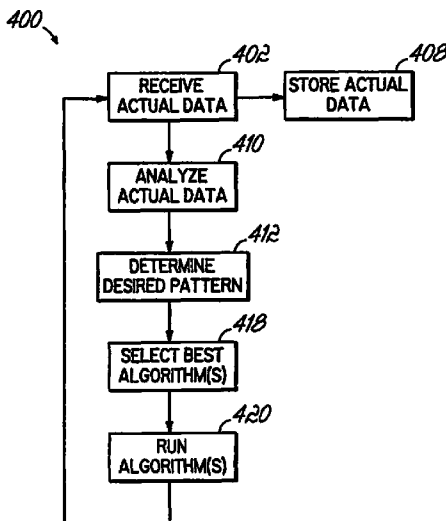 400
402
RECEIVE
ACTUAL DATA
408
STORE ACTUAL
DATA
410
ANALYZE
ACTUAL DATA
412
DETERMINE
DESIRED PATTERN
418
SELECT BEST
ALGORITHM(S)
420
RUN
ALGORITHM(S)